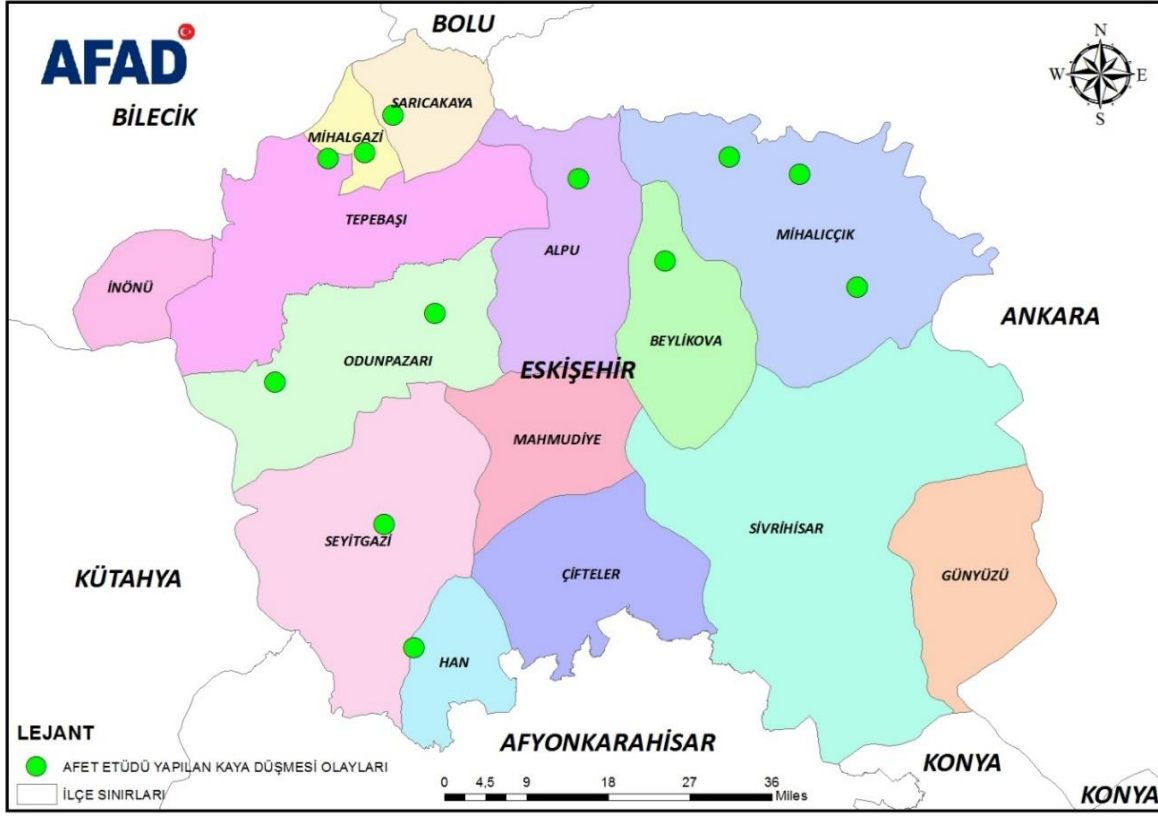 BOLU
AFAD
N
W E
S
BİLECİK
SARICAKAYA
MİHALGAZİ
TEPEBAŞI
ALPU
MİHALIÇÇIK
İNÖNÜ
ANKARA
BEYLİKOVA
ODUNPAZARI
ESKİŞEHİR
MAHMUDİYE
SİVRİHİSAR
SEYİTGAZİ
ÇİFTELER
GÜNYÜZÜ
KÜTAHYA
HAN
LEJANT
AFET ETÜDÜ YAPILAN KAYA DÜŞMESİ OLAYLARI
İLÇE SINIRLARI
AFYONKARAHİSAR
KONYA
0 4,5 9 18 27 36
Miles
KONYA